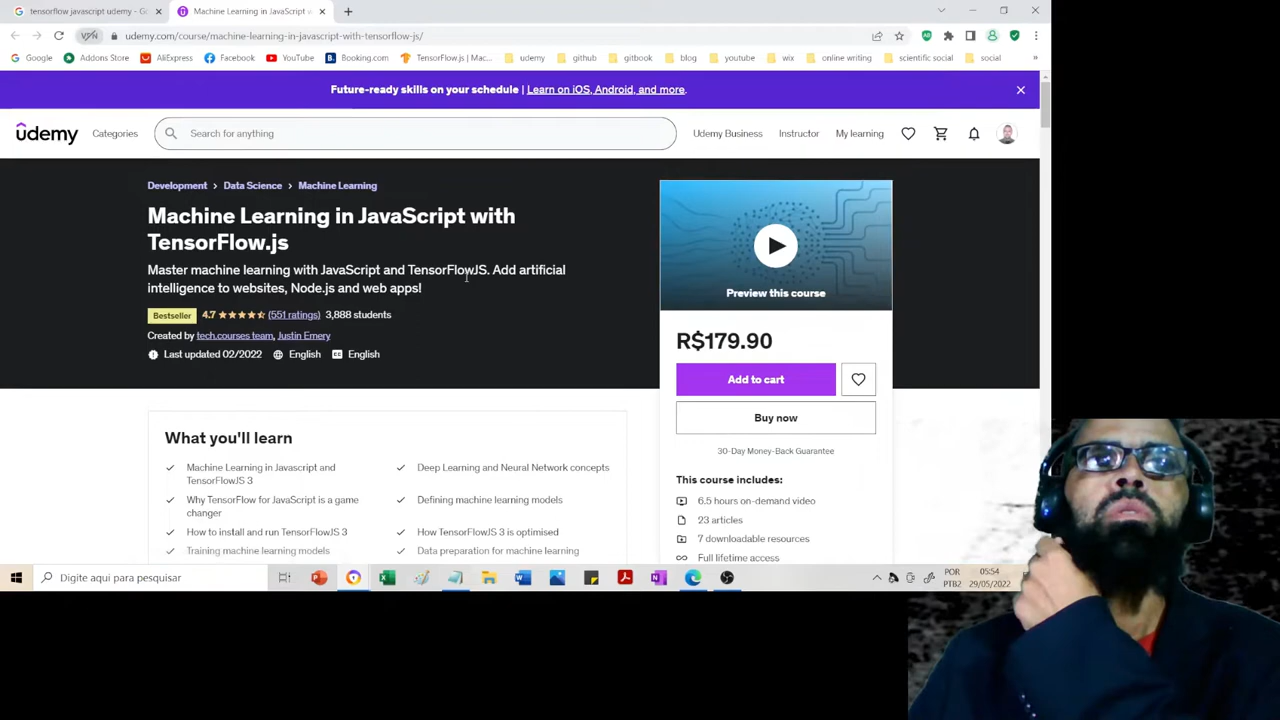 tensorflow javascript udemy - G
Machine Learning in JavaScript w
udemy.com/course/machine-learning-in-javascript-with-tensorflow-js/
VPN
Google
Addons Store
AliExpress
Facebook
YouTube
Booking.com
TensorFlow.js | Mac...
udemy
github
gitbook
blog
youtube
wix
online writing
scientific social
social
Future-ready skills on your schedule | Learn on iOS, Android, and more.
udemy
Categories
Search for anything
Udemy Business
Instructor
My learning
Development > Data Science > Machine Learning
Machine Learning in JavaScript with
TensorFlow.js
Master machine learning with JavaScript and TensorFlowJS. Add artificial
intelligence to websites, Node.js and web apps!
Bestseller 4.7 (551 ratings) 3,888 students
Created by tech.courses team, Justin Emery
Last updated 02/2022 English CC English
Preview this course
R$179.90
Add to cart
Buy now
30-Day Money-Back Guarantee
This course includes:
6.5 hours on-demand video
23 articles
7 downloadable resources
Full lifetime access
What you'll learn
Machine Learning in Javascript and
TensorFlowJS 3
Why TensorFlow for JavaScript is a game
changer
How to install and run TensorFlowJS 3
Training machine learning models
Deep Learning and Neural Network concepts
Defining machine learning models
How TensorFlowJS 3 is optimised
Data preparation for machine learning
Digite aqui para pesquisar
POR
PTB2
05:54
29/05/2022